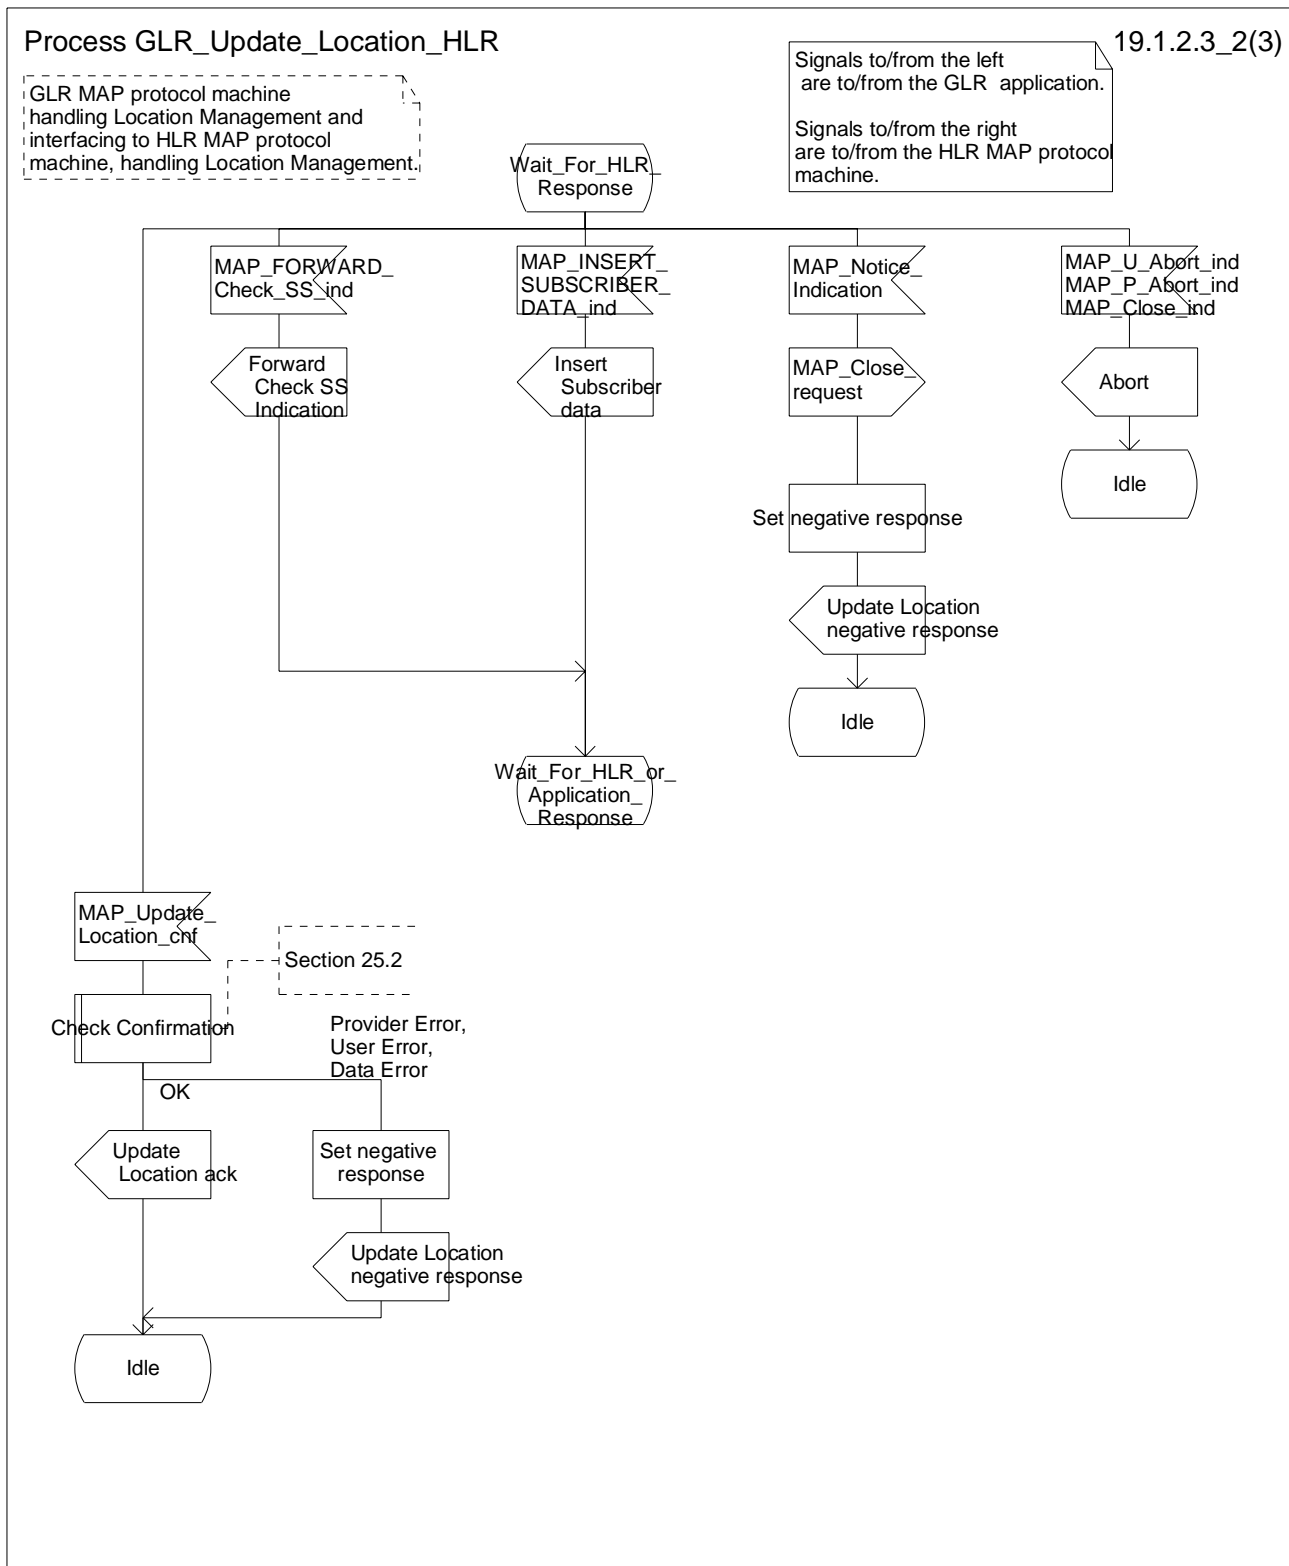 Process GLR_Update_Location_HLR
19.1.2.3_2(3)
GLR MAP protocol machine
handling Location Management and
interfacing to HLR MAP protocol
machine, handling Location Management.
Signals to/from the left
are to/from the GLR application.
Signals to/from the right
are to/from the HLR MAP protocol
machine.
Wait_For_HLR_
Response
MAP_FORWARD_
Check_SS_ind
MAP_INSERT_
SUBSCRIBER_
DATA_ind
MAP_Notice_
Indication
MAP_U_Abort_ind
MAP_P_Abort_ind
MAP_Close_ind
Forward
Check SS
Indication
Insert
Subscriber
data
MAP_Close_
request
Abort
Idle
Set negative response
Update Location
negative response
Idle
Wait_For_HLR_or_
Application_
Response
MAP_Update_
Location_cnf
Section 25.2
Check Confirmation
Provider Error,
User Error,
Data Error
OK
Update
Location ack
Set negative
response
Update Location
negative response
Idle